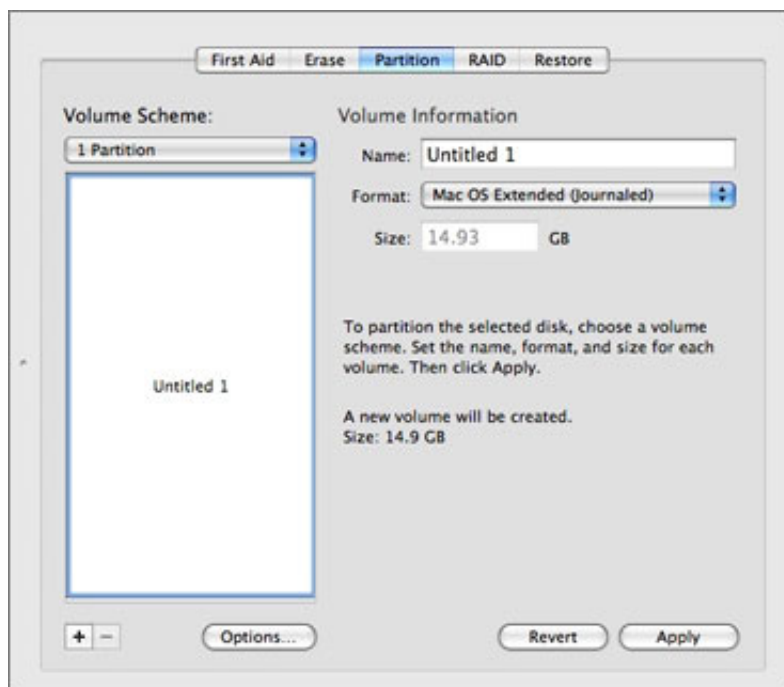 First Aid Erase Partition RAID Restore
Volume Scheme:
1 Partition
Untitled 1
+ −
Options...
Volume Information
Name: Untitled 1
Format: Mac OS Extended (Journaled)
Size: 14.93 GB
To partition the selected disk, choose a volume
scheme. Set the name, format, and size for each
volume. Then click Apply.
A new volume will be created.
Size: 14.9 GB
Revert Apply